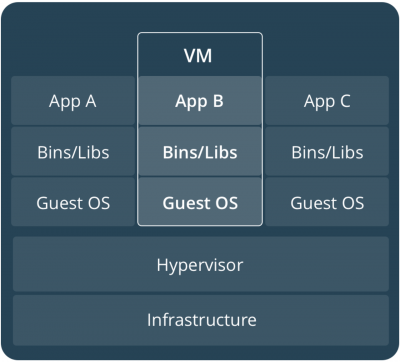 VM
App A App B App C
Bins/Libs Bins/Libs Bins/Libs
Guest OS Guest OS Guest OS
Hypervisor
Infrastructure